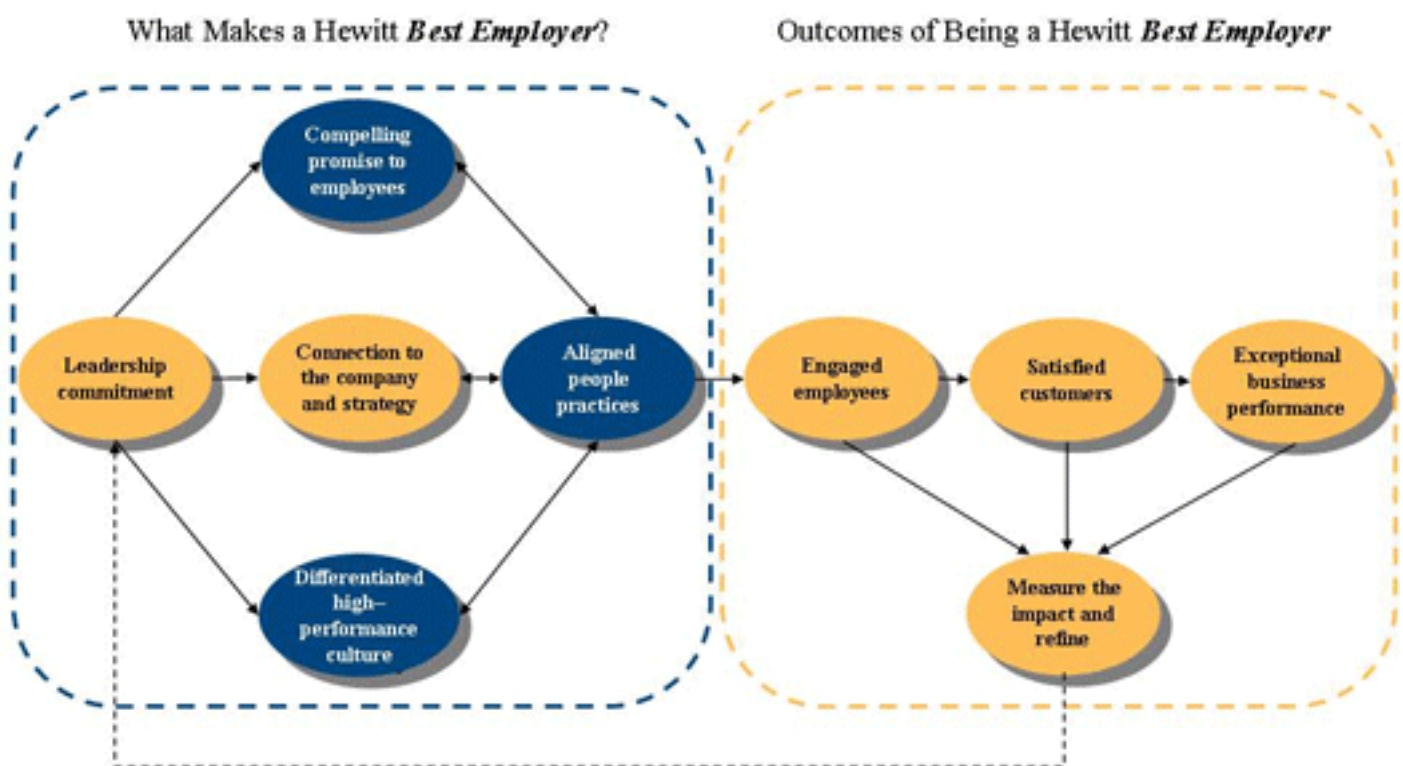 What Makes a Hewitt Best Employer?
Outcomes of Being a Hewitt Best Employer
Compelling
promise to
employees
Leadership
commitment
Connection to
the company
and strategy
Aligned
people
practices
Differentiated
high–
performance
culture
Engaged
employees
Satisfied
customers
Exceptional
business
performance
Measure the
impact and
refine